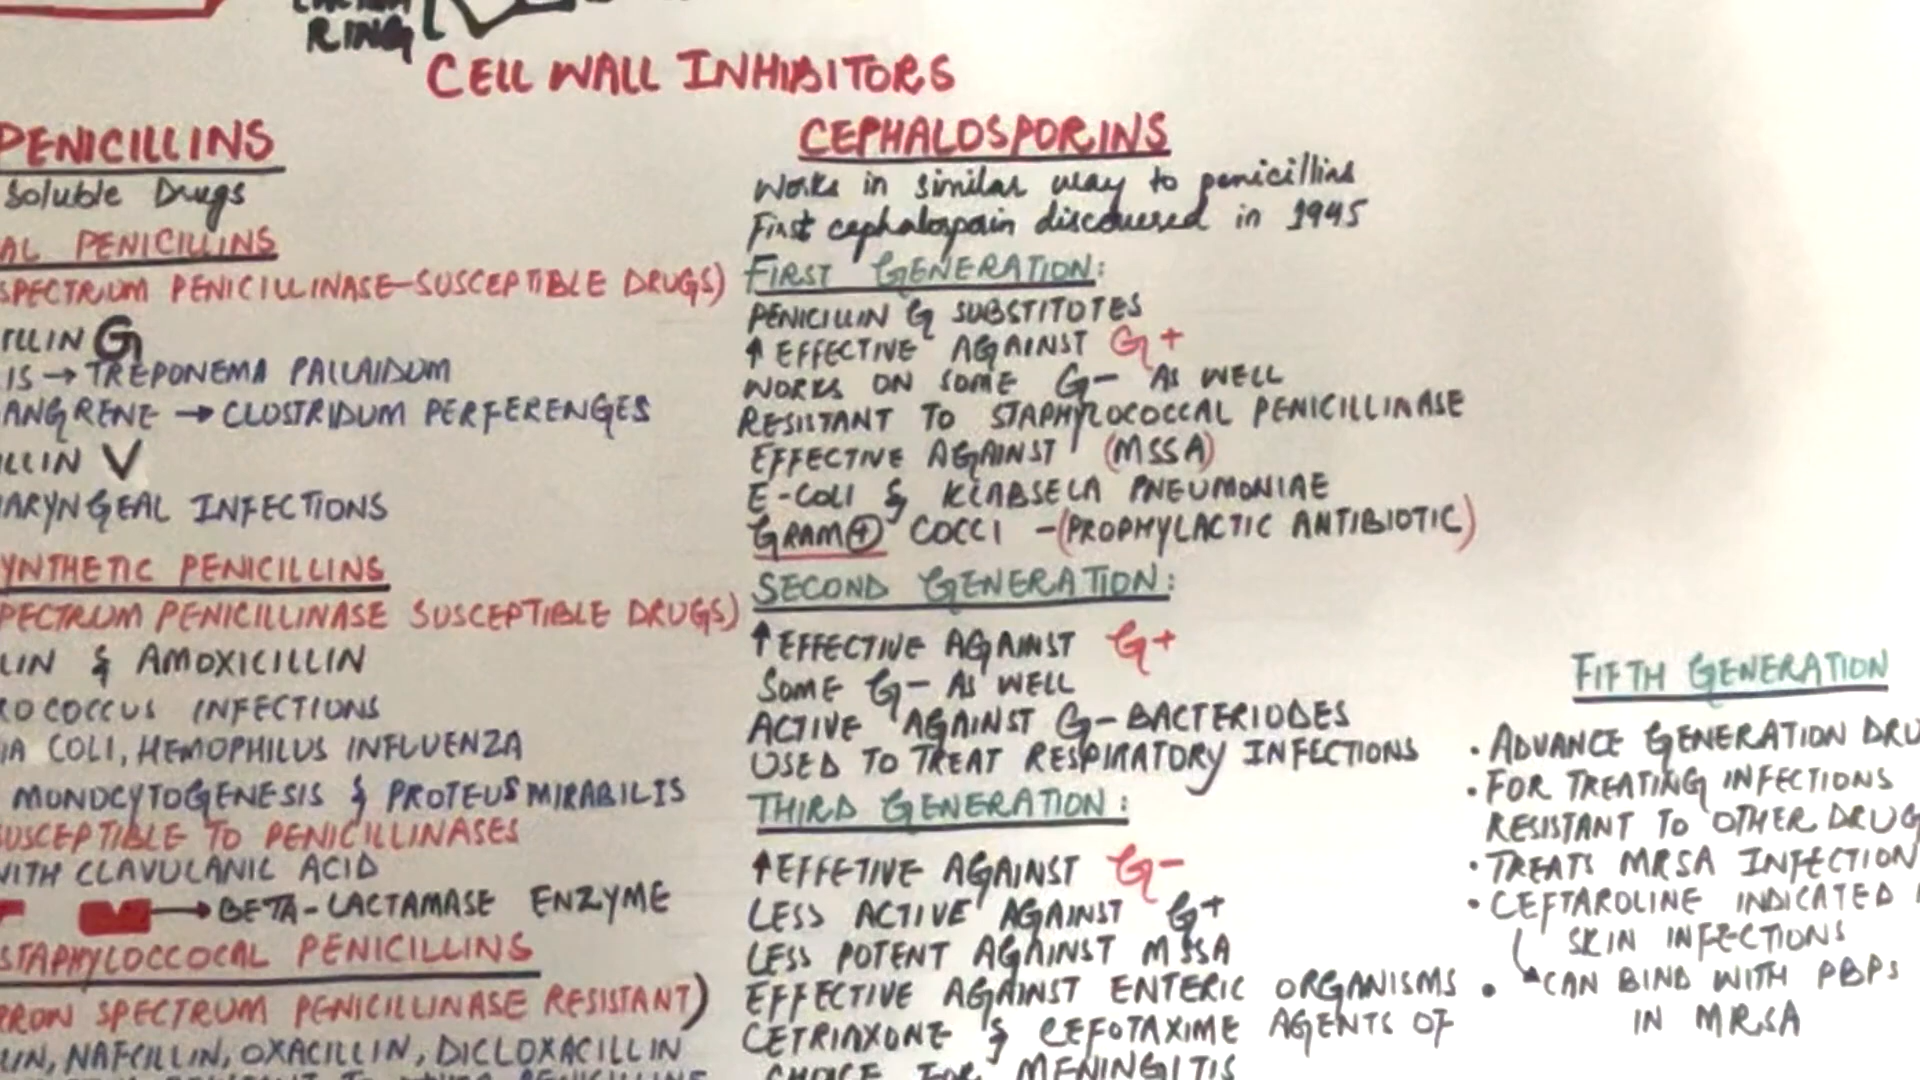 RING
CELL WALL INHIBITORS
PENICILLINS
Soluble Drugs
AL PENICILLINS
SPECTRUM PENICILLINASE-SUSCEPTIBLE DRUGS)
ILLIN G
IS → TREPONEMA PALLAIDUM
ANGRENE → CLOSTRIDUM PERFERENGES
ILLIN V
ARYNGEAL INFECTIONS
YNTHETIC PENICILLINS
PECTRUM PENICILLINASE SUSCEPTIBLE DRUGS)
LIN & AMOXICILLIN
ROCOCCUS INFECTIONS
IA COLI, HEMOPHILUS INFLUENZA
MONOCYTOGENESIS & PROTEUS MIRABILIS
SUSCEPTIBLE TO PENICILLINASES
WITH CLAVULANIC ACID
→ BETA-LACTAMASE ENZYME
STAPHYLOCCOCAL PENICILLINS
RROW SPECTRUM PENICILLINASE RESISTANT)
LIN, NAFCILLIN, OXACILLIN, DICLOXACILLIN
CEPHALOSPORINS
Works in similar way to penicillins
First cephalosporin discovered in 1945
FIRST GENERATION:
PENICILLIN G SUBSTITUTES
↑ EFFECTIVE AGAINST G+
WORKS ON SOME G- AS WELL
RESISTANT TO STAPHYLOCOCCAL PENICILLINASE
EFFECTIVE AGAINST (MSSA)
E-COLI & KLABSELA PNEUMONIAE
GRAM⊕ COCCI -(PROPHYLACTIC ANTIBIOTIC)
SECOND GENERATION:
↑ EFFECTIVE AGAINST G+
SOME G- AS WELL
ACTIVE AGAINST G- BACTERIODES
USED TO TREAT RESPIRATORY INFECTIONS
THIRD GENERATION:
↑ EFFETIVE AGAINST G-
LESS ACTIVE AGAINST G+
LESS POTENT AGAINST MSSA
EFFECTIVE AGAINST ENTERIC ORGANISMS
CETRIAXONE & CEFOTAXIME AGENTS OF
CHOICE FOR MENINGITIS
FIFTH GENERATION
• ADVANCE GENERATION DRU
• FOR TREATING INFECTIONS
RESISTANT TO OTHER DRUG
• TREATS MRSA INFECTION
• CEFTAROLINE INDICATED
SKIN INFECTIONS
• CAN BIND WITH PBPs
IN MRSA